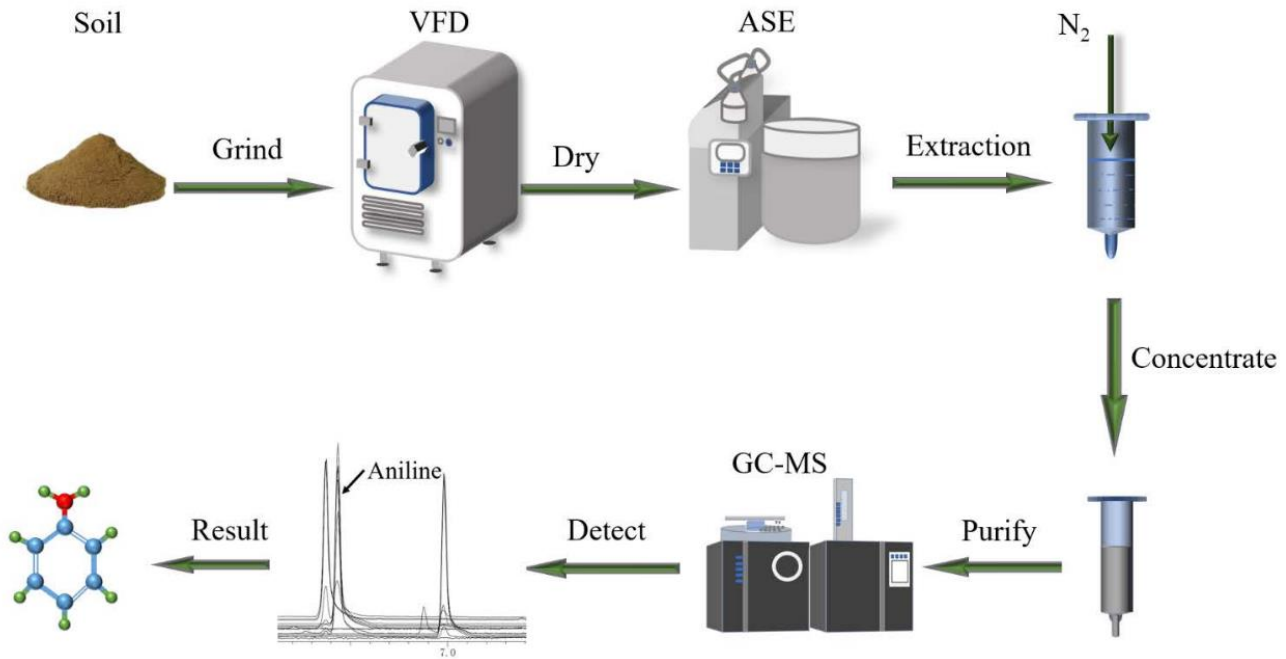 Soil
VFD
ASE
N₂
Grind
Dry
Extraction
Concentrate
GC-MS
Aniline
Result
Detect
Purify
7.0